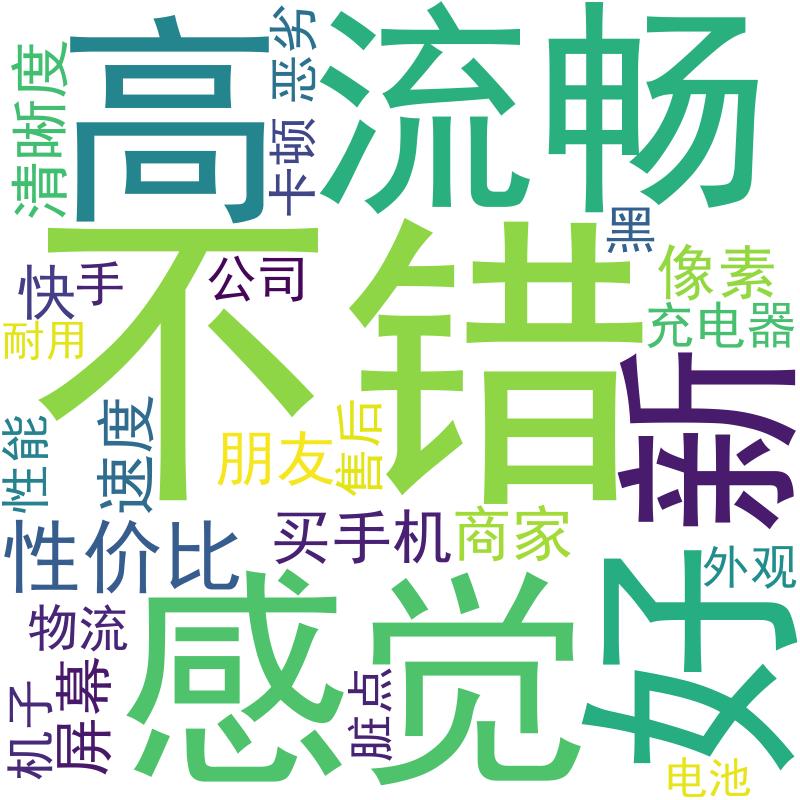 高
流畅
清晰度
恶劣
卡顿
不错
黑
快手
公司
像素
耐用
充电器
新
性能
速度
朋友
售后
性价比
买手机
商家
外观
感觉
好
物流
屏幕
机子
脏点
电池